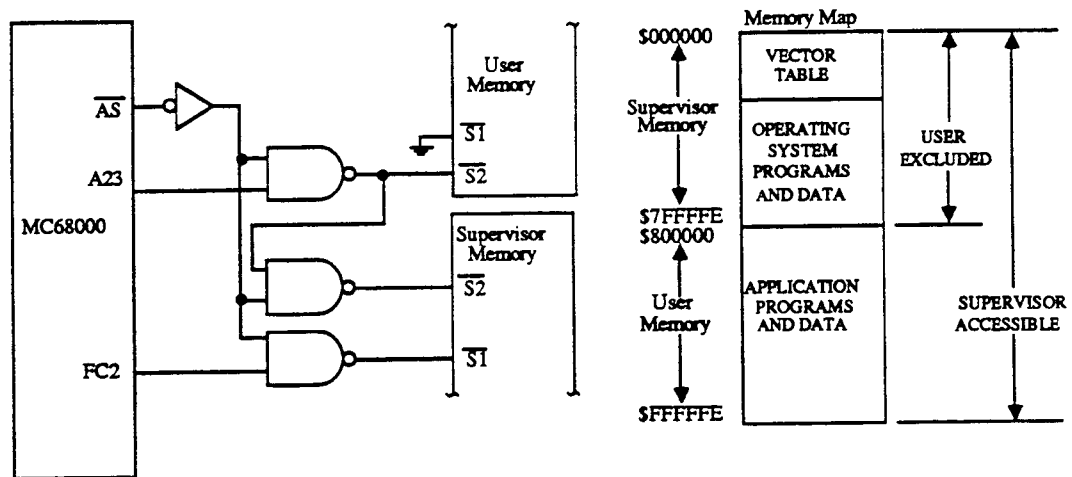 MC68000
AS
A23
FC2
User
Memory
S1
S2
Supervisor
Memory
S2
S1
Memory Map
$000000
Supervisor
Memory
$7FFFFE
$800000
User
Memory
$FFFFFE
VECTOR
TABLE
OPERATING
SYSTEM
PROGRAMS
AND DATA
APPLICATION
PROGRAMS
AND DATA
USER
EXCLUDED
SUPERVISOR
ACCESSIBLE